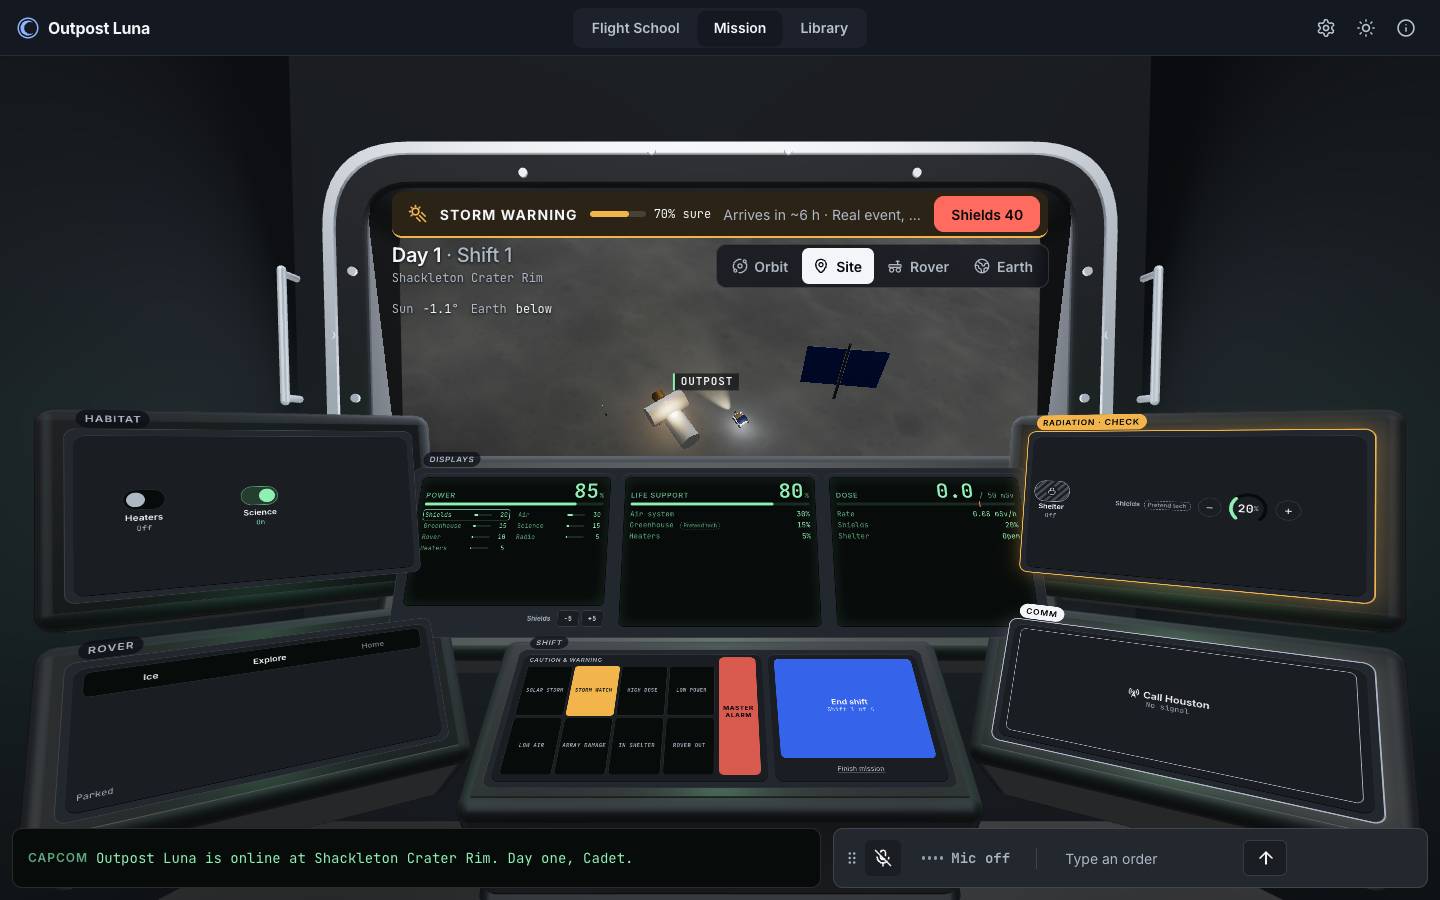 Outpost Luna
Flight School
Mission
Library
STORM WARNING
70% sure
Arrives in ~6 h · Real event, ...
Shields 40
Day 1 · Shift 1
Shackleton Crater Rim
Sun -1.1° Earth below
Orbit
Site
Rover
Earth
OUTPOST
HABITAT
Heaters
Off
Science
On
DISPLAYS
POWER 85%
Shields 20
Air 30
Greenhouse 15
Science 15
Rover 10
Radio 5
Heaters 5
Shields -5 +5
LIFE SUPPORT 80%
Air system 30%
Greenhouse Pretend tech 15%
Heaters 5%
DOSE 0.0 / 50 mSv
Rate
Shields 20%
Shelter Open
RADIATION · CHECK
Shelter
Off
Shields Pretend tech − 20% +
ROVER
Ice
Explore
Home
Parked
SHIFT
CAUTION & WARNING
SOLAR STORM
STORM WATCH
HIGH DOSE
LOW POWER
LOW AIR
ARRAY DAMAGE
IN SHELTER
ROVER OUT
MASTER
ALARM
End shift
Finish mission
COMM
Call Houston
No signal
CAPCOM Outpost Luna is online at Shackleton Crater Rim. Day one, Cadet.
Mic off
Type an order